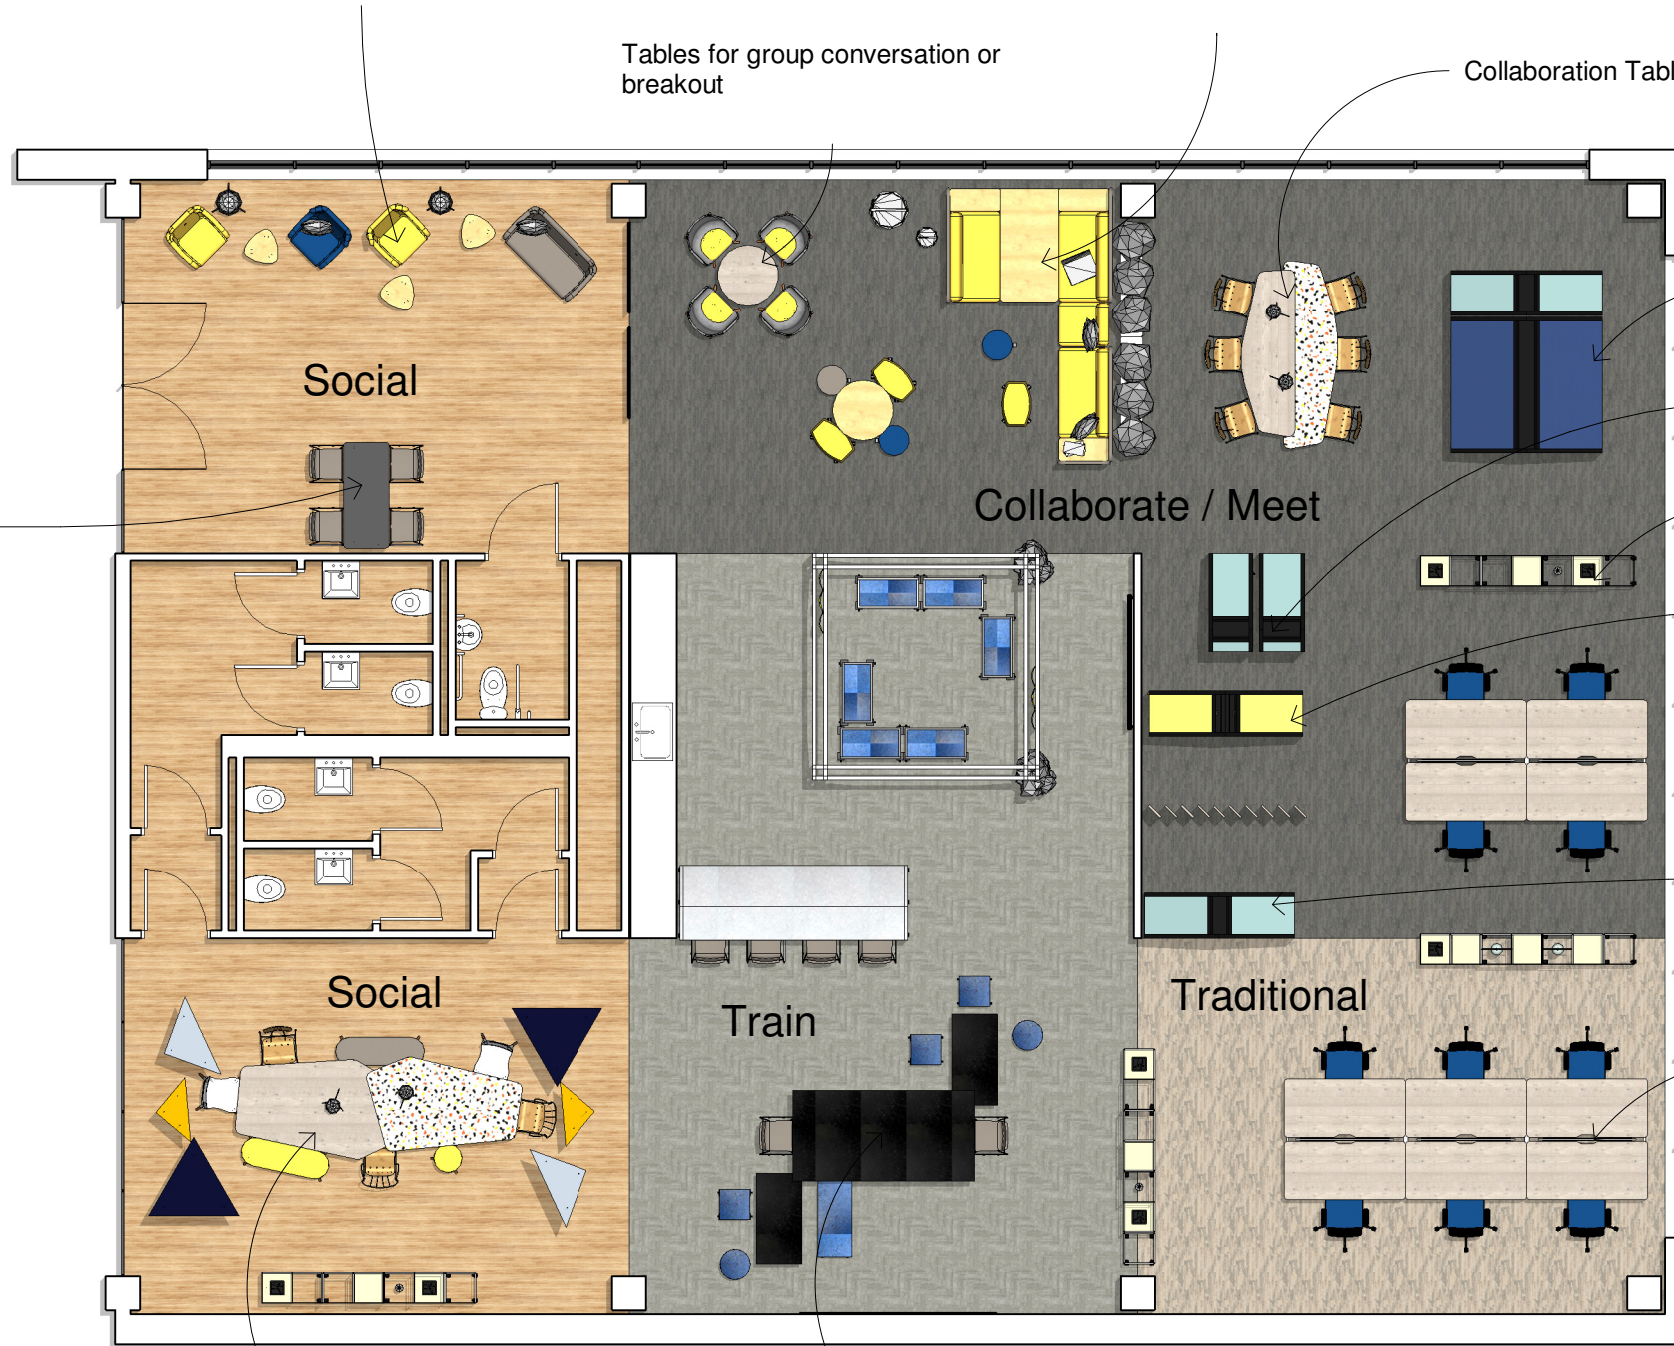 Tables for group conversation or
breakout
Collaboration Tabl
Social
Collaborate / Meet
Social
Train
Traditional